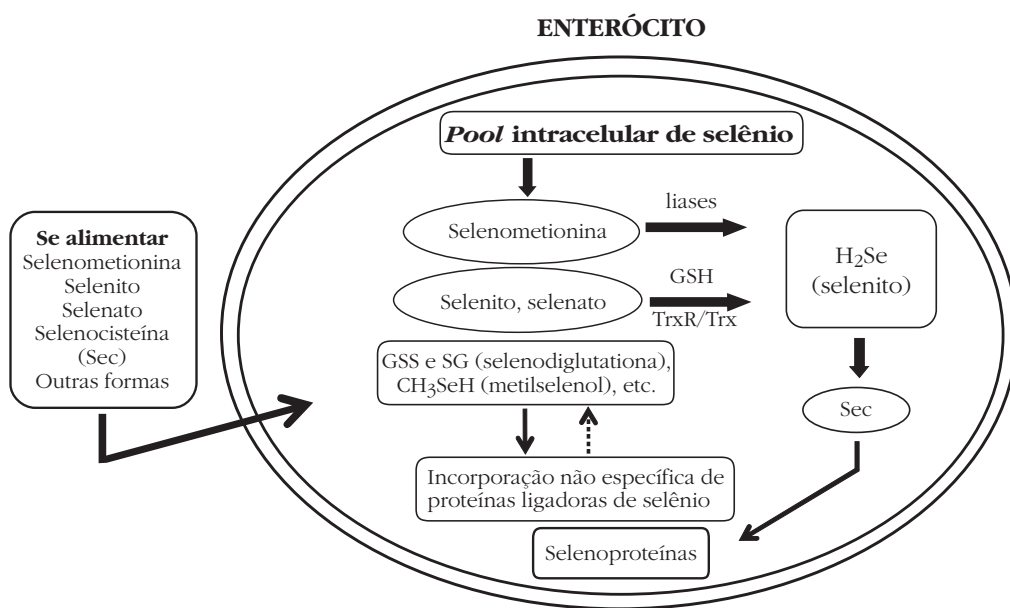 ENTERÓCITO
Pool intracelular de selênio
Se alimentar
Selenometionina
Selenito
Selenato
Selenocisteína
(Sec)
Outras formas
Selenometionina
liases
Selenito, selenato
GSH
TrxR/Trx
H₂Se
(selenito)
GSS e SG (selenodiglutationa),
CH₃SeH (metilselenol), etc.
Sec
Incorporação não específica de
proteínas ligadoras de selênio
Selenoproteínas